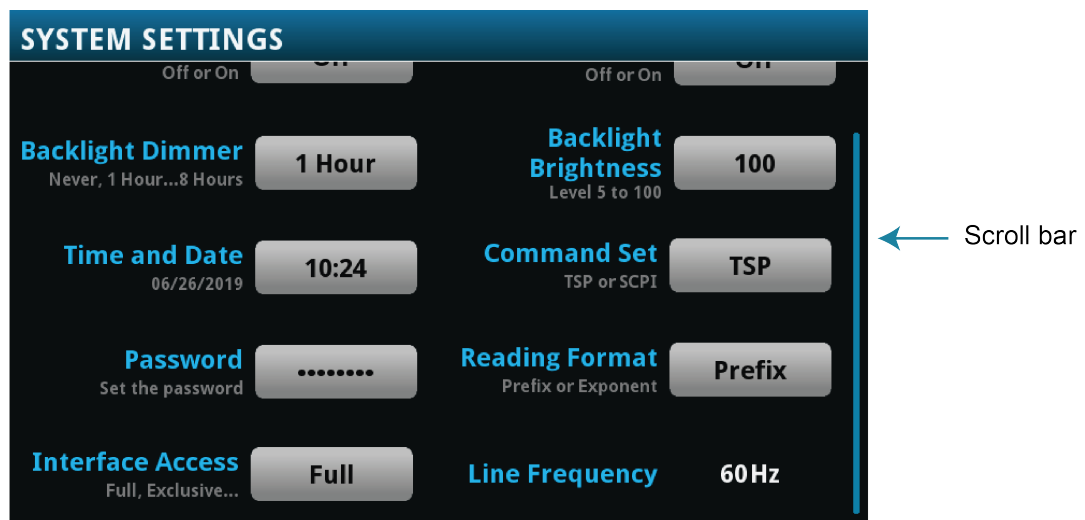 SYSTEM SETTINGS
Off or On
Off or On
Backlight Dimmer
Never, 1 Hour...8 Hours
1 Hour
Backlight
Brightness
Level 5 to 100
100
Time and Date
06/26/2019
10:24
Command Set
TSP or SCPI
TSP
Scroll bar
Password
Set the password
••••••••
Reading Format
Prefix or Exponent
Prefix
Interface Access
Full, Exclusive...
Full
Line Frequency
60Hz